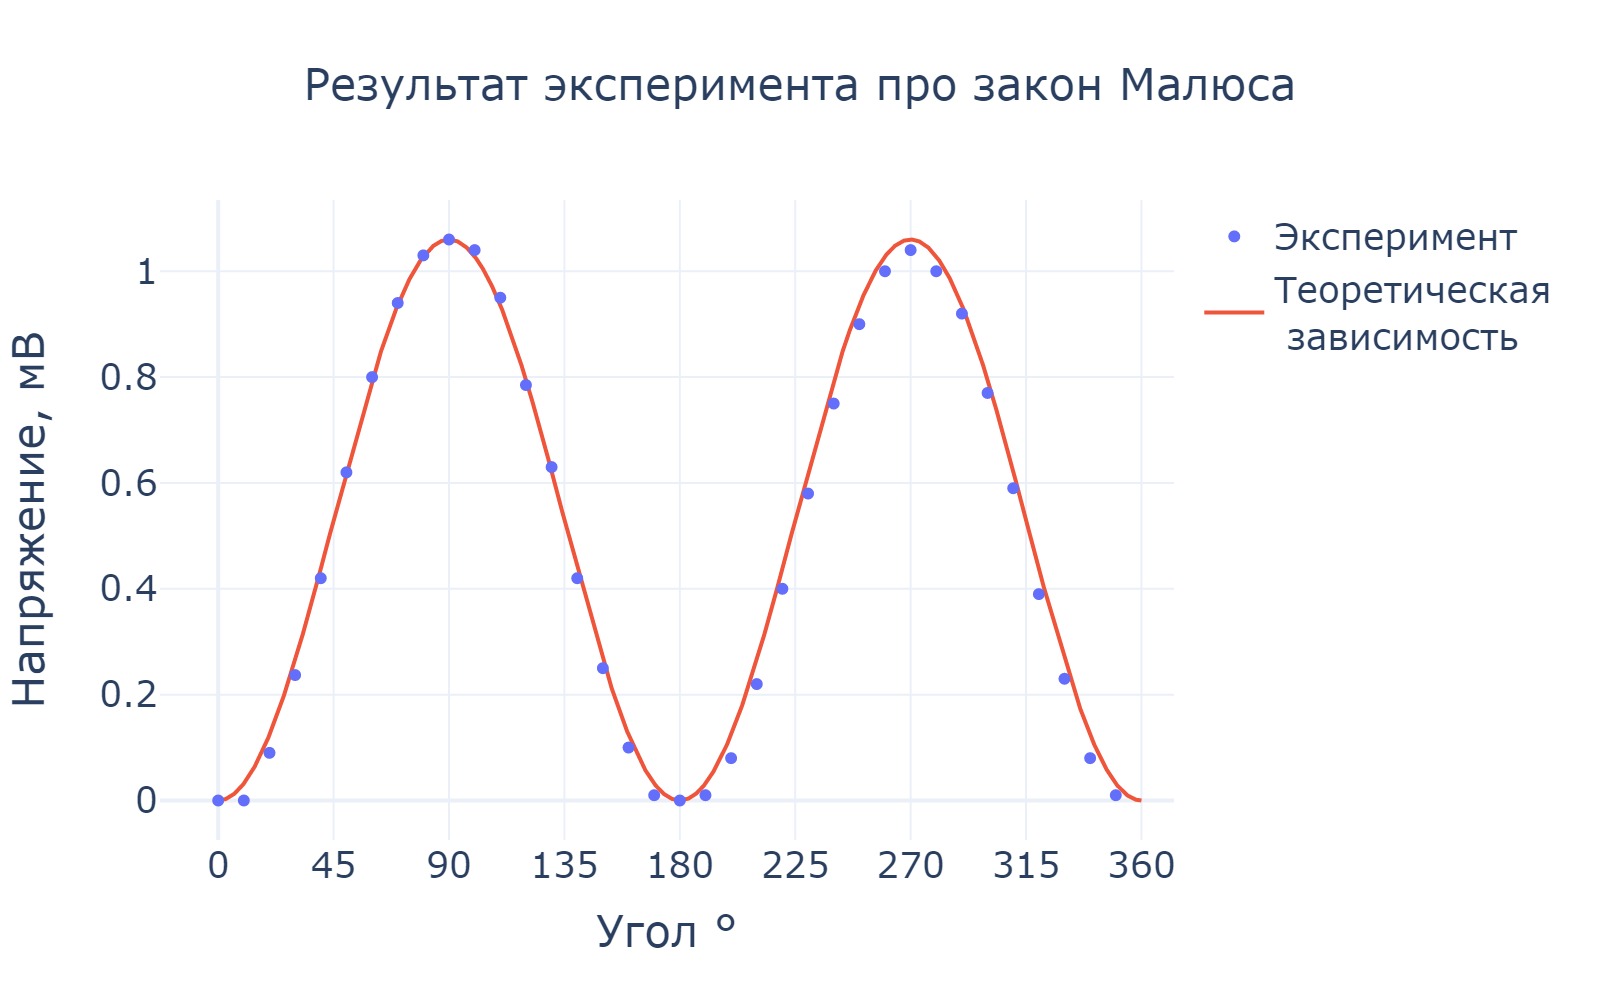 Результат эксперимента про закон Малюса
Эксперимент
Теоретическая
зависимость
Напряжение, мВ
1
0.8
0.6
0.4
0.2
0
0 45 90 135 180 225 270 315 360
Угол °